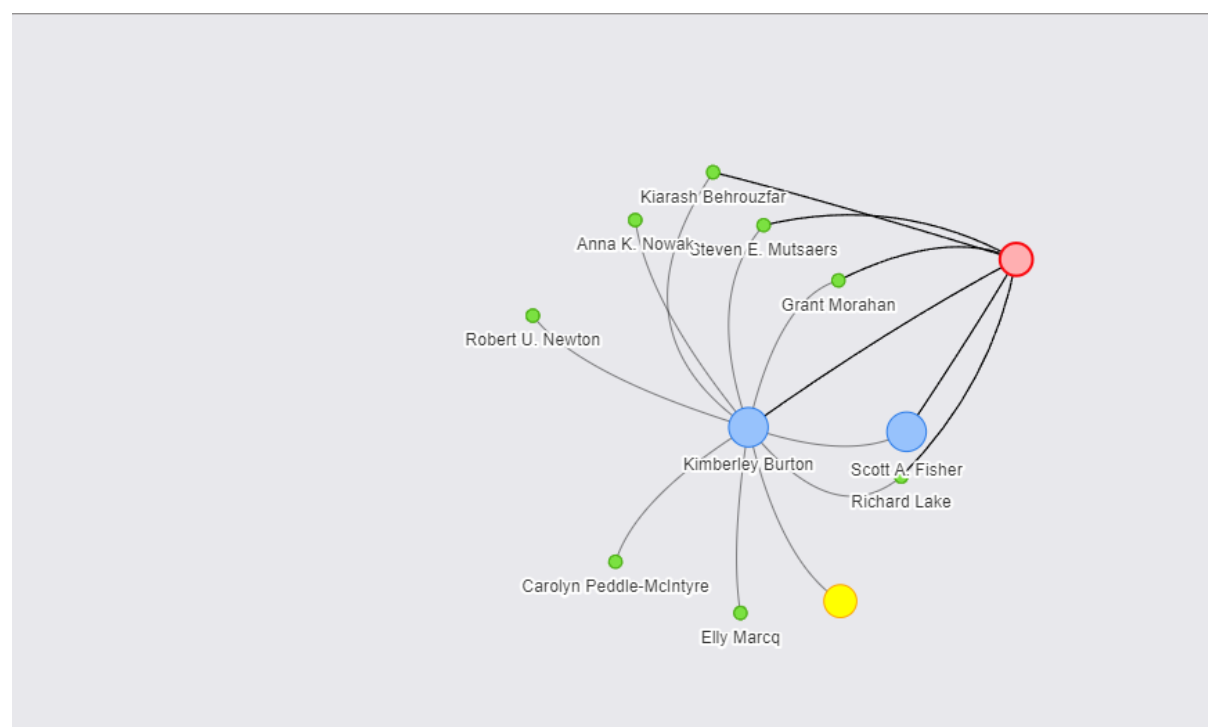 Kiarash Behrouzfar
Anna K. Nowak
Steven E. Mutsaers
Grant Morahan
Robert U. Newton
Kimberley Burton
Scott A. Fisher
Richard Lake
Carolyn Peddle-McIntyre
Elly Marcq